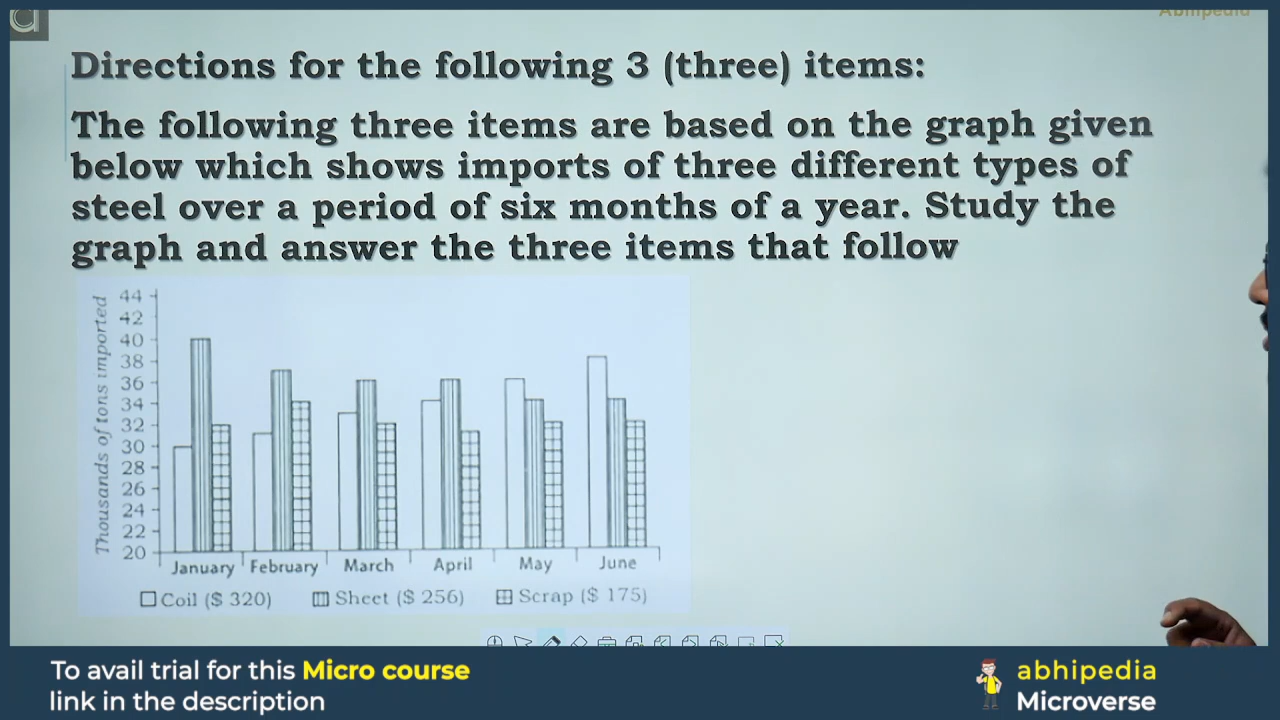 Abhipedia
Directions for the following 3 (three) items:
The following three items are based on the graph given
below which shows imports of three different types of
steel over a period of six months of a year. Study the
graph and answer the three items that follow
Thousands of tons imported
44
42
40
38
36
34
32
30
28
26
24
22
20
January February March April May June
Coil ($ 320) Sheet ($ 256) Scrap ($ 175)
To avail trial for this Micro course
link in the description
abhipedia
Microverse